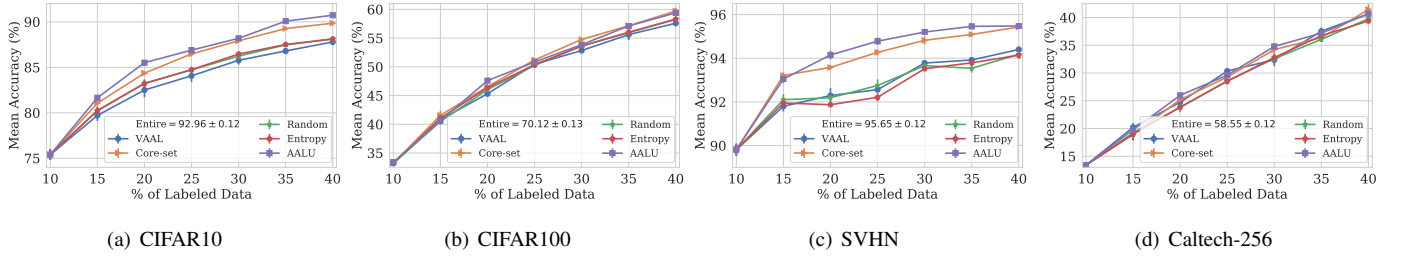 Mean Accuracy (%)
90
85
80
75
Entire = 92.96 ± 0.12
VAAL
Core-set
Random
Entropy
AALU
10 15 20 25 30 35 40
% of Labeled Data
(a) CIFAR10
Mean Accuracy (%)
60
55
50
45
40
35
Entire = 70.12 ± 0.13
VAAL
Core-set
Random
Entropy
AALU
10 15 20 25 30 35 40
% of Labeled Data
(b) CIFAR100
Mean Accuracy (%)
96
94
92
90
Entire = 95.65 ± 0.12
VAAL
Core-set
Random
Entropy
AALU
10 15 20 25 30 35 40
% of Labeled Data
(c) SVHN
Mean Accuracy (%)
40
35
30
25
20
15
Entire = 58.55 ± 0.12
VAAL
Core-set
Random
Entropy
AALU
10 15 20 25 30 35 40
% of Labeled Data
(d) Caltech-256